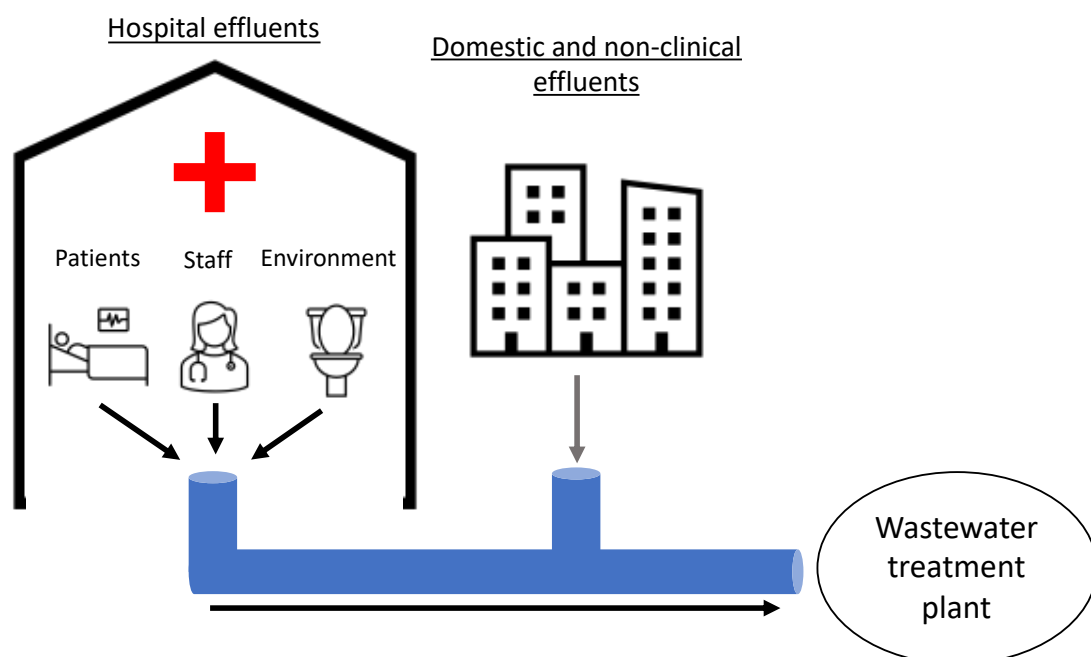 Hospital effluents
Domestic and non-clinical
effluents
Patients
Staff
Environment
Wastewater
treatment
plant